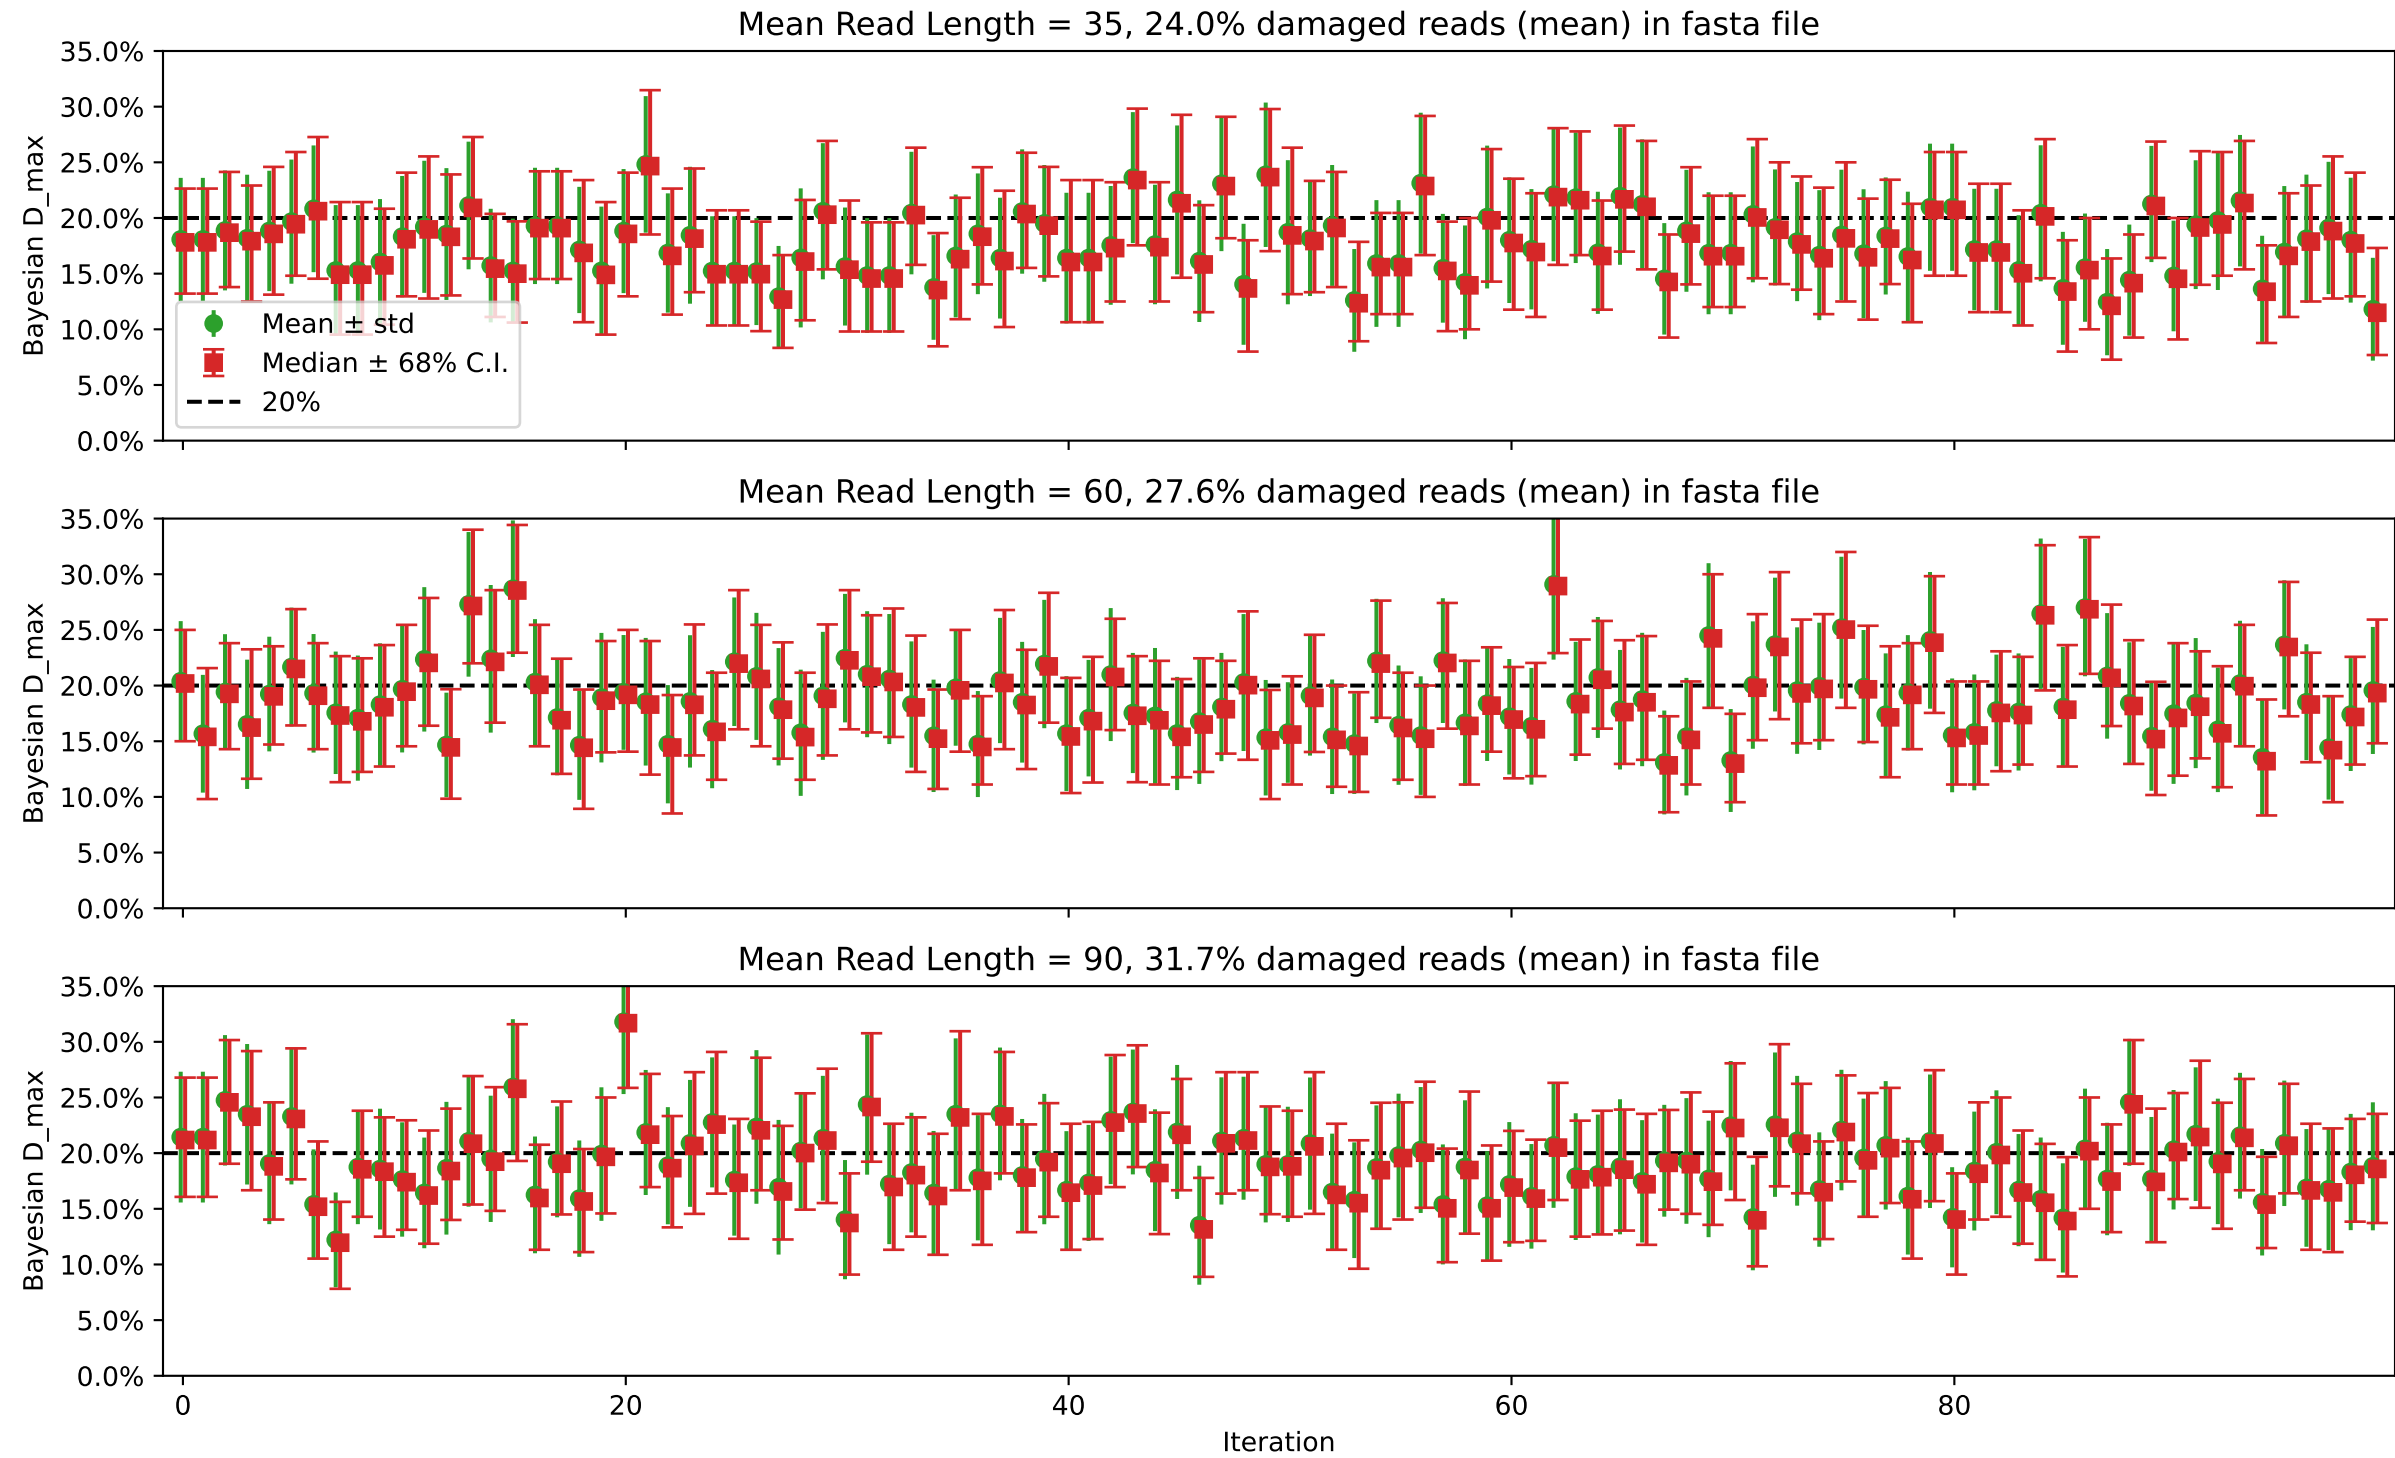 Mean Read Length = 35, 24.0% damaged reads (mean) in fasta file
35.0%
30.0%
25.0%
20.0%
15.0%
10.0%
5.0%
0.0%
Bayesian D_max
Mean ± std
Median ± 68% C.I.
20%
Mean Read Length = 60, 27.6% damaged reads (mean) in fasta file
35.0%
30.0%
25.0%
20.0%
15.0%
10.0%
5.0%
0.0%
Bayesian D_max
Mean Read Length = 90, 31.7% damaged reads (mean) in fasta file
35.0%
30.0%
25.0%
20.0%
15.0%
10.0%
5.0%
0.0%
Bayesian D_max
0 20 40 60 80
Iteration